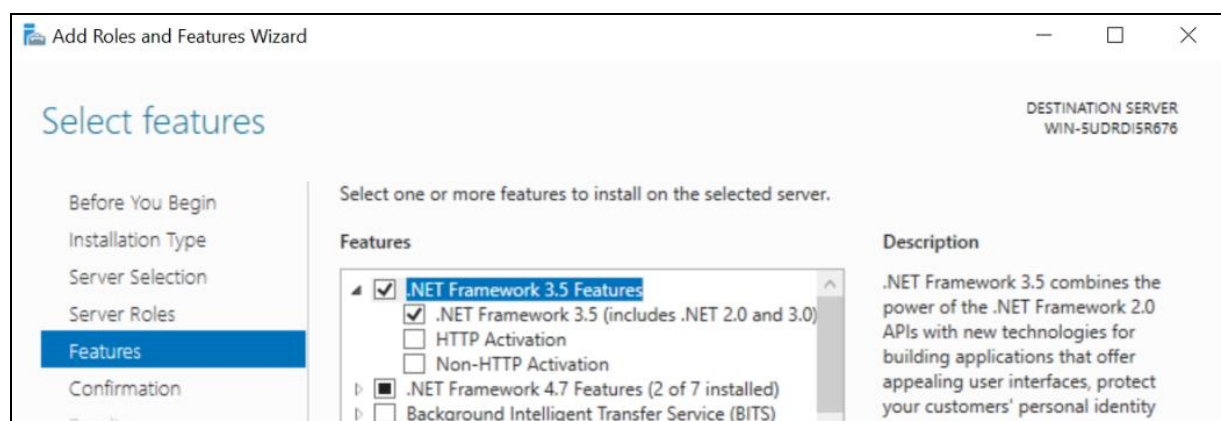 Add Roles and Features Wizard
Select features
DESTINATION SERVER
WIN-5UDRDI5R676
Before You Begin
Installation Type
Server Selection
Server Roles
Features
Confirmation
Select one or more features to install on the selected server.
Features
.NET Framework 3.5 Features
.NET Framework 3.5 (includes .NET 2.0 and 3.0)
HTTP Activation
Non-HTTP Activation
.NET Framework 4.7 Features (2 of 7 installed)
Background Intelligent Transfer Service (BITS)
Description
.NET Framework 3.5 combines the
power of the .NET Framework 2.0
APIs with new technologies for
building applications that offer
appealing user interfaces, protect
your customers' personal identity